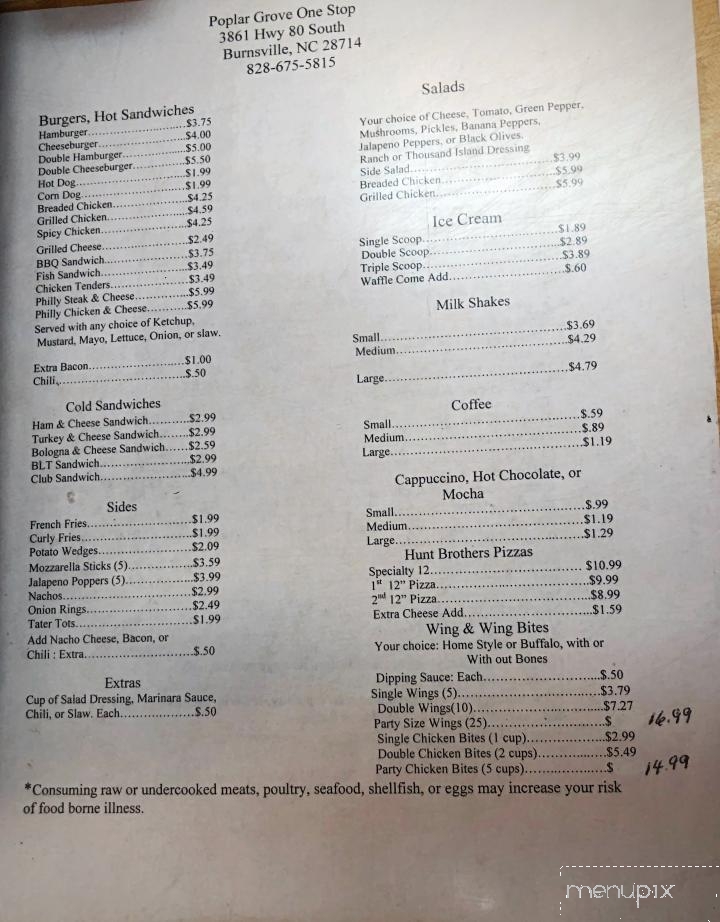 Poplar Grove One Stop
3861 Hwy 80 South
Burnsville, NC 28714
828-675-5815
Burgers, Hot Sandwiches
Hamburger..........................$3.75
Cheeseburger......................$4.00
Double Hamburger..............$5.00
Double Cheeseburger..........$5.50
Hot Dog.............................$1.99
Corn Dog...........................$1.99
Breaded Chicken................$4.25
Grilled Chicken..................$4.59
Spicy Chicken....................$4.25
Grilled Cheese....................$2.49
BBQ Sandwich...................$3.75
Fish Sandwich....................$3.49
Chicken Tenders.................$3.49
Philly Steak & Cheese.........$5.99
Philly Chicken & Cheese......$5.99
Served with any choice of Ketchup,
Mustard, Mayo, Lettuce, Onion, or slaw.
Extra Bacon........................$1.00
Chili,..................................$.50
Cold Sandwiches
Ham & Cheese Sandwich..........$2.99
Turkey & Cheese Sandwich.......$2.99
Bologna & Cheese Sandwich.....$2.59
BLT Sandwich.......................$2.99
Club Sandwich......................$4.99
Sides
French Fries..........................$1.99
Curly Fries...........................$1.99
Potato Wedges......................$2.09
Mozzarella Sticks (5)..............$3.59
Jalapeno Poppers (5)..............$3.99
Nachos................................$2.99
Onion Rings.........................$2.49
Tater Tots............................$1.99
Add Nacho Cheese, Bacon, or
Chili : Extra..........................$.50
Extras
Cup of Salad Dressing, Marinara Sauce,
Chili, or Slaw. Each..................$.50
Salads
Your choice of Cheese, Tomato, Green Pepper,
Mushrooms, Pickles, Banana Peppers,
Jalapeno Peppers, or Black Olives.
Ranch or Thousand Island Dressing
Side Salad.................................$3.99
Breaded Chicken..........................$5.99
Grilled Chicken...........................$5.99
Ice Cream
Single Scoop..............................$1.89
Double Scoop.............................$2.89
Triple Scoop..............................$3.89
Waffle Come Add.........................$.60
Milk Shakes
Small.......................................$3.69
Medium....................................$4.29
Large.......................................$4.79
Coffee
Small.......................................$.59
Medium....................................$.89
Large.......................................$1.19
Cappuccino, Hot Chocolate, or
Mocha
Small.......................................$.99
Medium....................................$1.19
Large.......................................$1.29
Hunt Brothers Pizzas
Specialty 12...............................$10.99
1st 12” Pizza..............................$9.99
2nd 12” Pizza.............................$8.99
Extra Cheese Add........................$1.59
Wing & Wing Bites
Your choice: Home Style or Buffalo, with or
With out Bones
Dipping Sauce: Each.....................$.50
Single Wings (5)..........................$3.79
Double Wings(10)........................$7.27
Party Size Wings (25)....................$ 16.99
Single Chicken Bites (1 cup)...........$2.99
Double Chicken Bites (2 cups).........$5.49
Party Chicken Bites (5 cups)............$ 14.99
*Consuming raw or undercooked meats, poultry, seafood, shellfish, or eggs may increase your risk
of food borne illness.
menupix